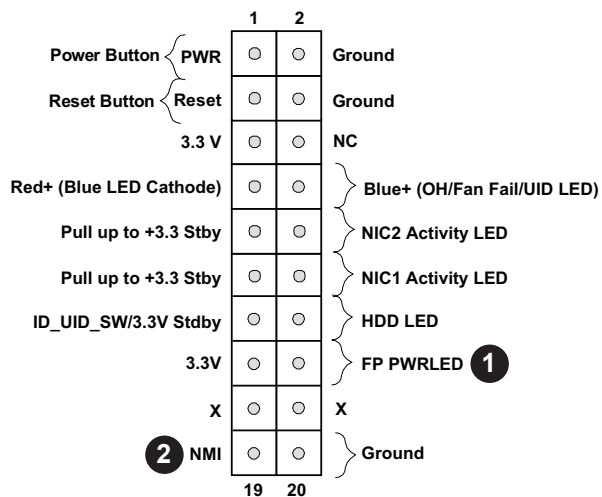 1 2
Power Button PWR Ground
Reset Button Reset Ground
3.3 V NC
Red+ (Blue LED Cathode) Blue+ (OH/Fan Fail/UID LED)
Pull up to +3.3 Stby NIC2 Activity LED
Pull up to +3.3 Stby NIC1 Activity LED
ID_UID_SW/3.3V Stdby HDD LED
3.3V FP PWRLED 1
X X
2 NMI Ground
19 20